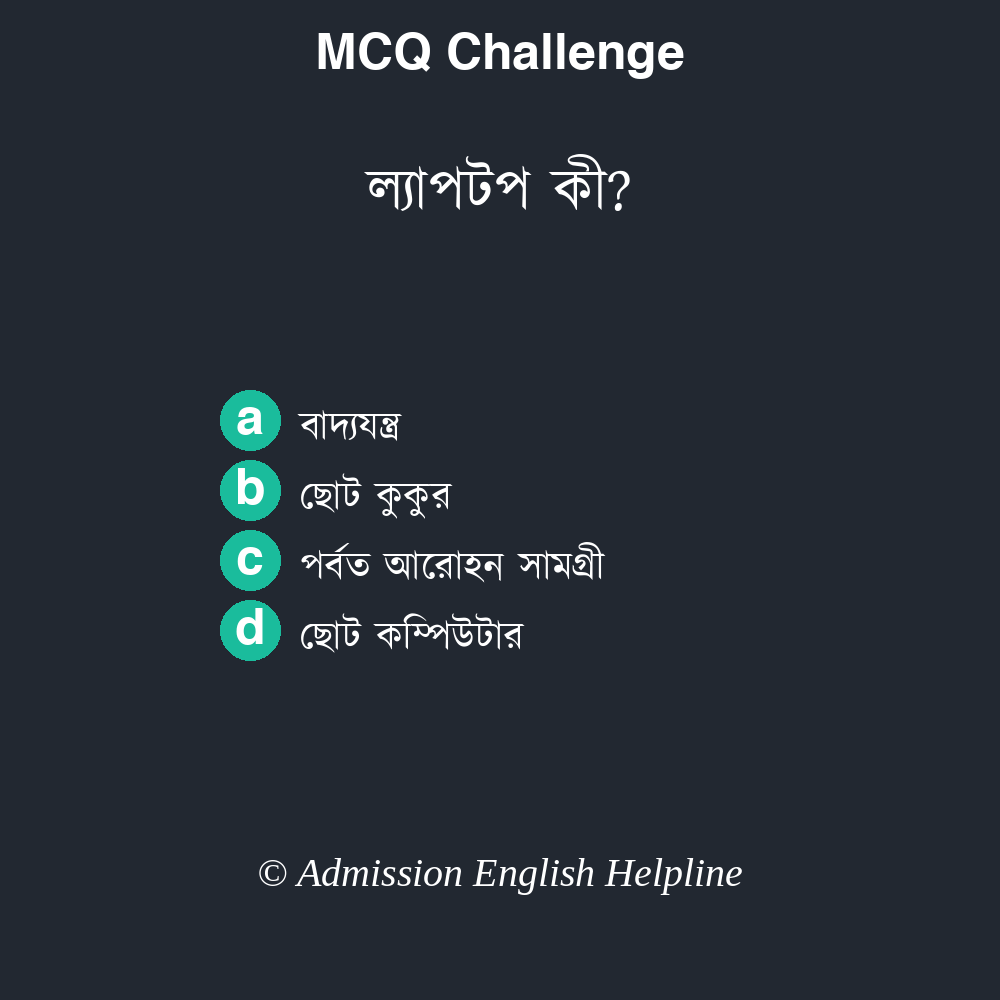 MCQ Challenge
ল্যাপটপ কী?
a বাদ্যযন্ত্র
b ছোট কুকুর
c পর্বত আরোহন সামগ্রী
d ছোট কম্পিউটার
© Admission English Helpline